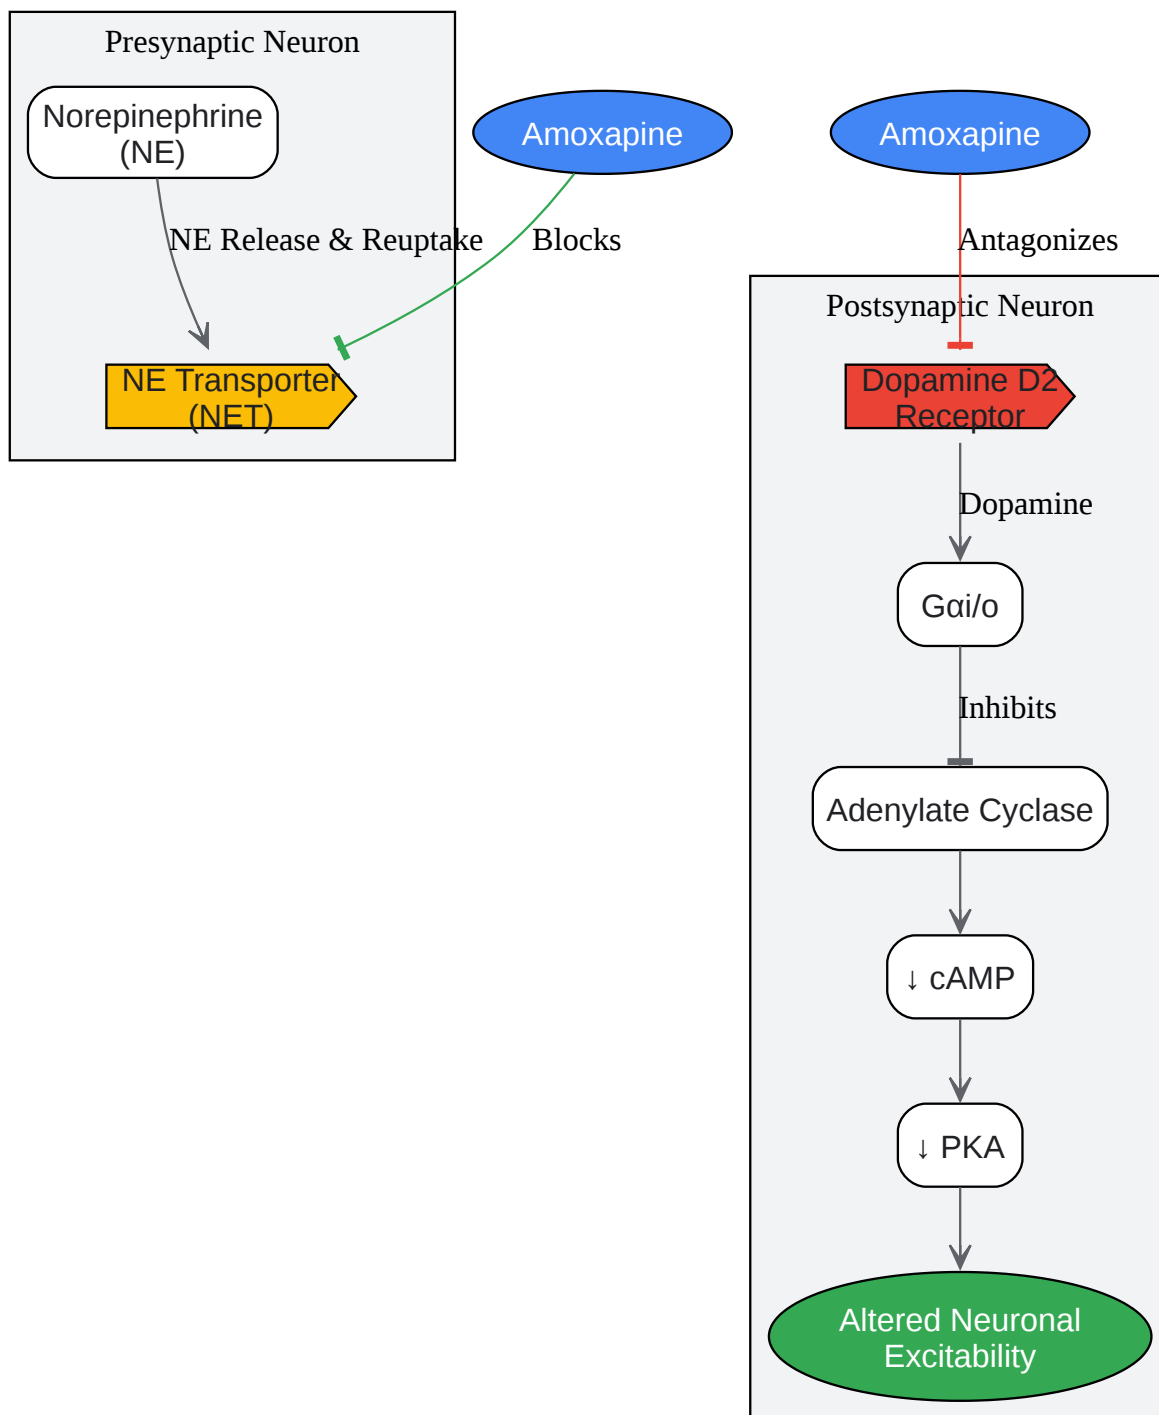 Presynaptic Neuron
Norepinephrine
(NE)
Amoxapine
Amoxapine
NE Release & Reuptake
Blocks
Antagonizes
Postsynaptic Neuron
NE Transporter
(NET)
Dopamine D2
Receptor
Dopamine
Gαi/o
Inhibits
Adenylate Cyclase
↓ cAMP
↓ PKA
Altered Neuronal
Excitability